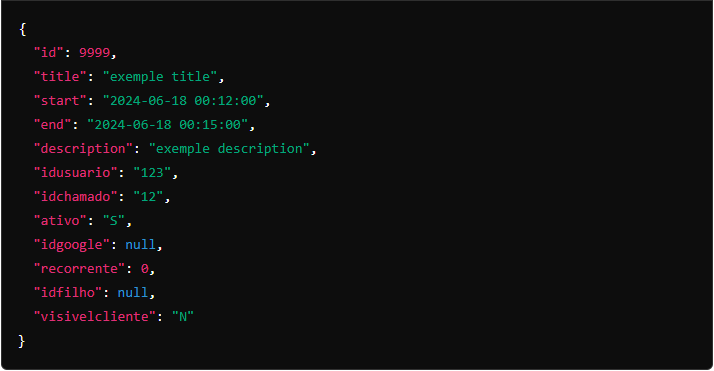 {
"id": 9999,
"title": "exemple title",
"start": "2024-06-18 00:12:00",
"end": "2024-06-18 00:15:00",
"description": "exemple description",
"idusuario": "123",
"idchamado": "12",
"ativo": "S",
"idgoogle": null,
"recorrente": 0,
"idfilho": null,
"visivelcliente": "N"
}